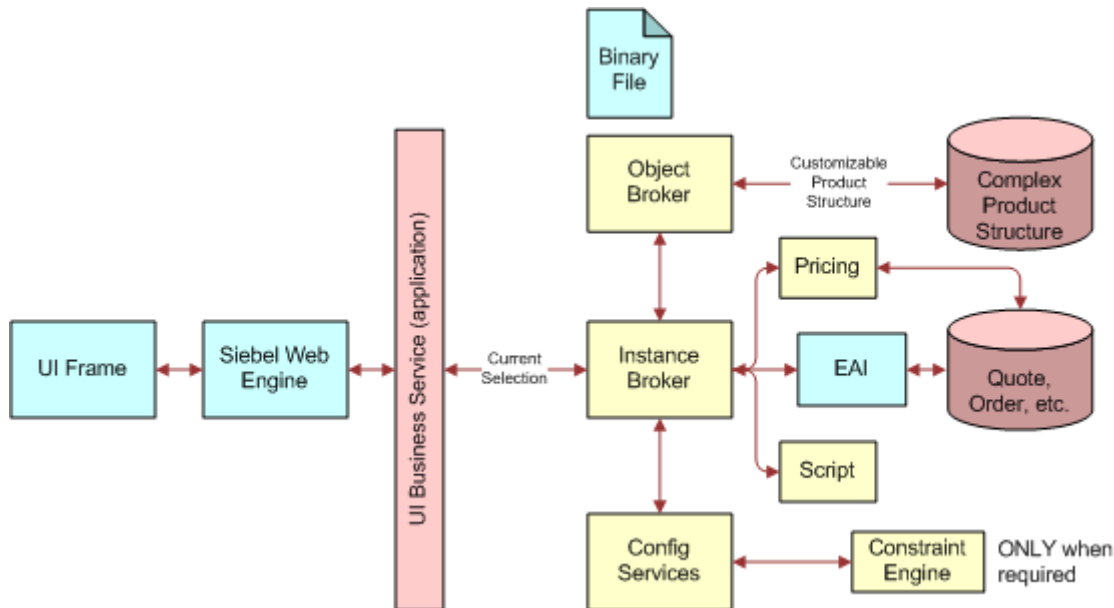 Binary
File
Object
Broker
Customizable
Product
Structure
Complex
Product
Structure
Pricing
UI Frame
Siebel Web
Engine
UI Business Service (application)
Current
Selection
Instance
Broker
EAI
Quote,
Order, etc.
Script
Config
Services
Constraint
Engine
ONLY when
required